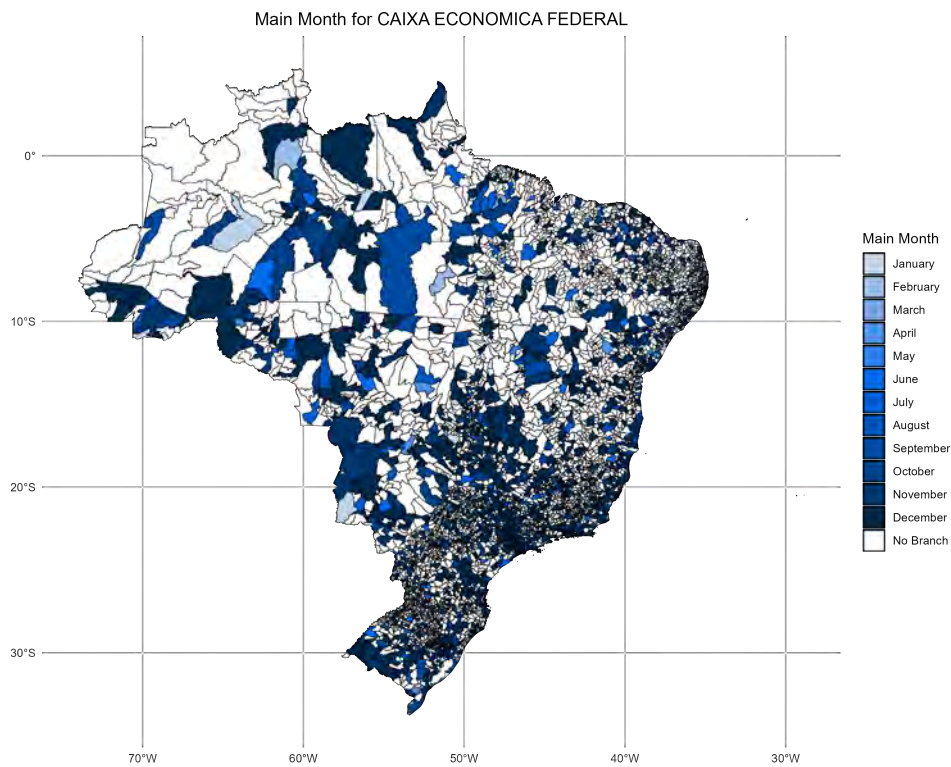 Main Month for CAIXA ECONOMICA FEDERAL
0°
10°S
20°S
30°S
70°W
60°W
50°W
40°W
30°W
Main Month
January
February
March
April
May
June
July
August
September
October
November
December
No Branch